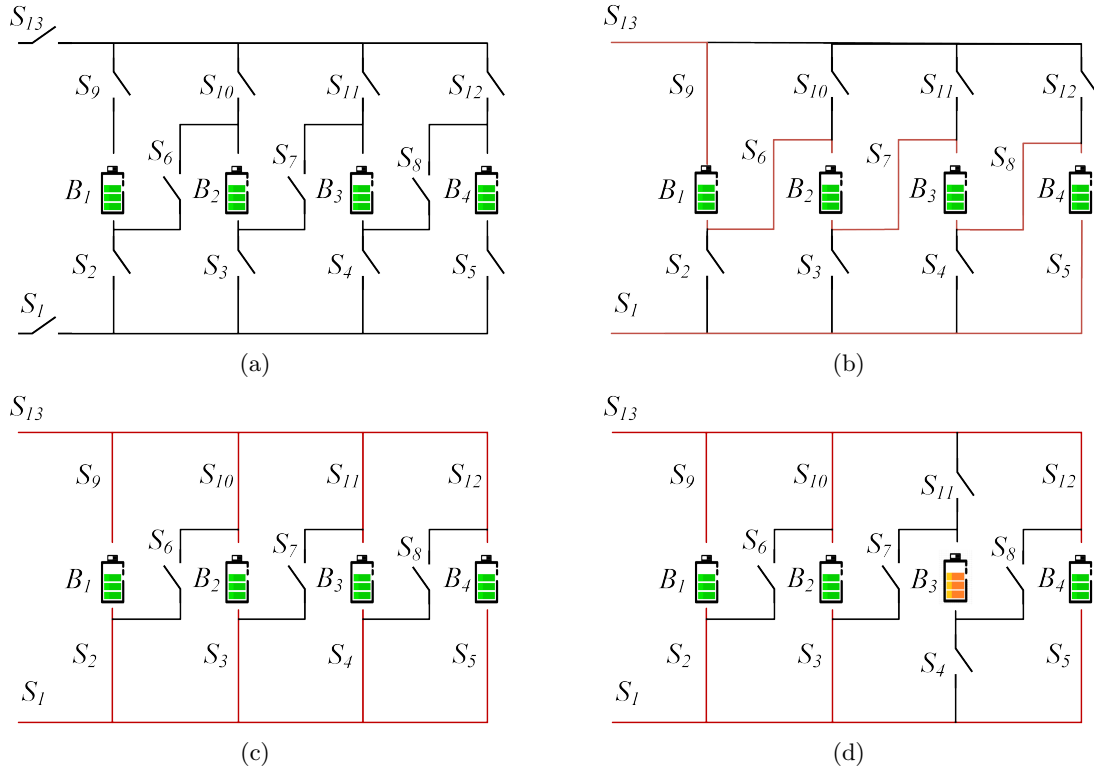 S13 S13
S9 S10 S11 S12 S9 S10 S11 S12
S6 S7 S8 S6 S7 S8
B1 B2 B3 B4 B1 B2 B3 B4
S2 S3 S4 S5 S2 S3 S4 S5
S1 S1
(a) (b)
S13 S13
S9 S10 S11 S12 S9 S10 S11 S12
S6 S7 S8 S6 S7 S8
B1 B2 B3 B4 B1 B2 B3 B4
S2 S3 S4 S5 S2 S3 S4 S5
S1 S1
(c) (d)